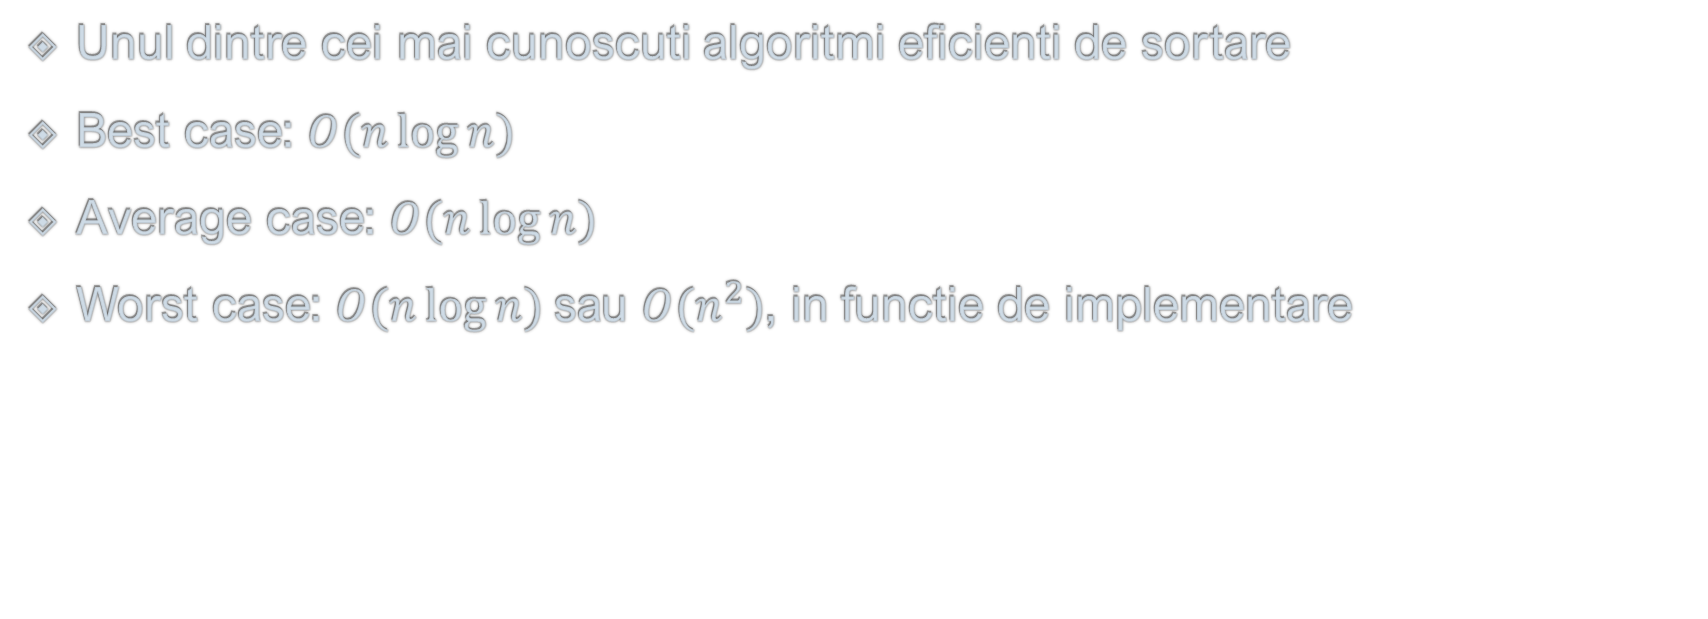 Unul dintre cei mai cunoscuti algoritmi eficienti de sortare
Best case: O(n log n)
Average case: O(n log n)
Worst case: O(n log n) sau O(n²), in functie de implementare